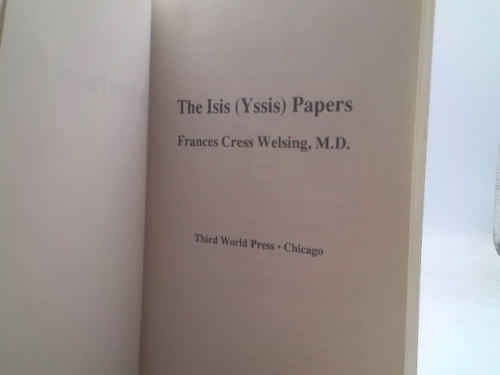 The Isis (Yssis) Papers
Frances Cress Welsing, M.D.
Third World Press • Chicago